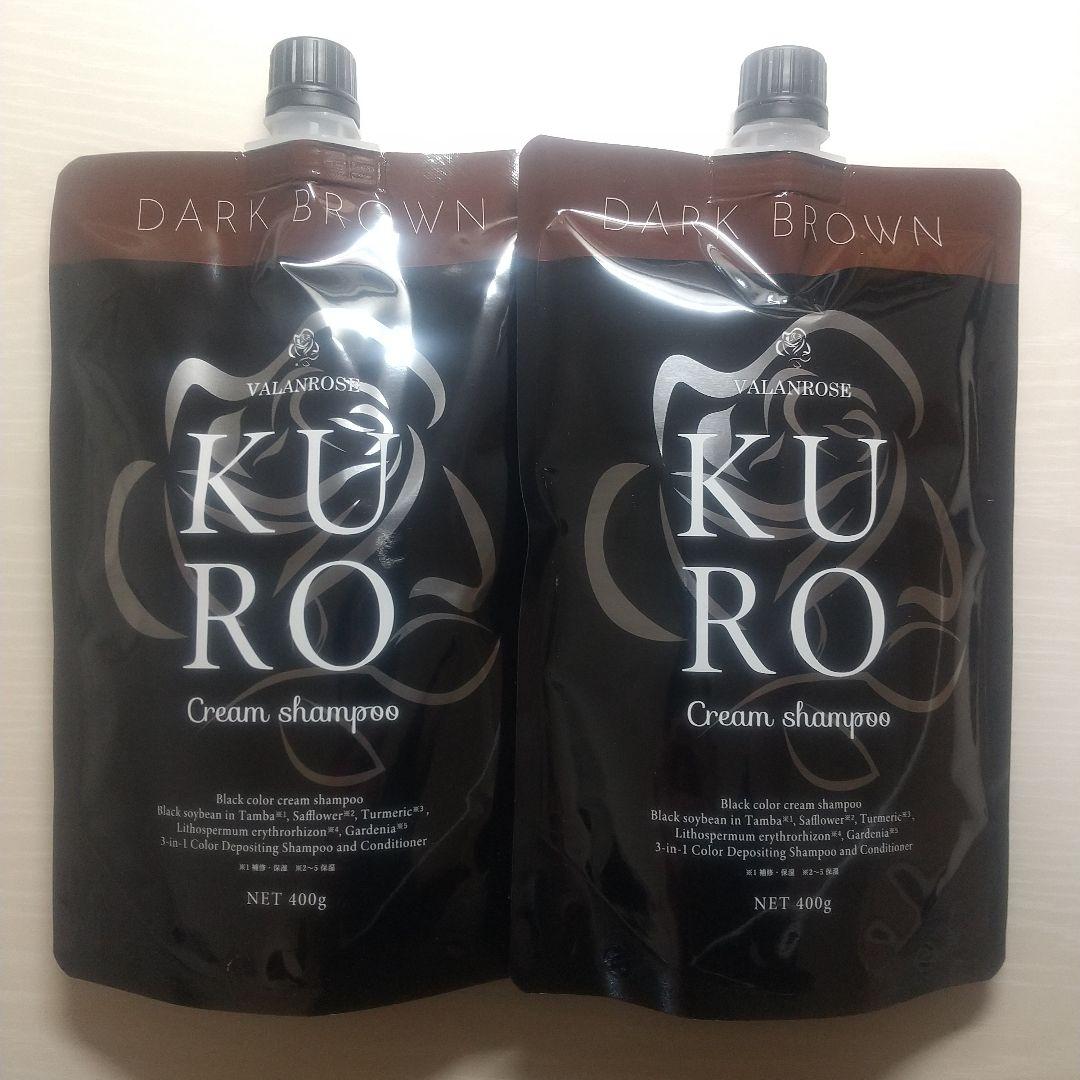 DARK BROWN
VALANROSE
KU
RO
Cream shampoo
Black color cream shampoo
Black soybean in Tamba※1, Safflower※2, Turmeric※3,
Lithospermum erythrorhizon※4, Gardenia※5
3-in-1 Color Depositing Shampoo and Conditioner
※1 補修・保湿 ※2～5 保湿
NET 400g
DARK BROWN
VALANROSE
KU
RO
Cream shampoo
Black color cream shampoo
Black soybean in Tamba※1, Safflower※2, Turmeric※3,
Lithospermum erythrorhizon※4, Gardenia※5
3-in-1 Color Depositing Shampoo and Conditioner
※1 補修・保湿 ※2～5 保湿
NET 400g